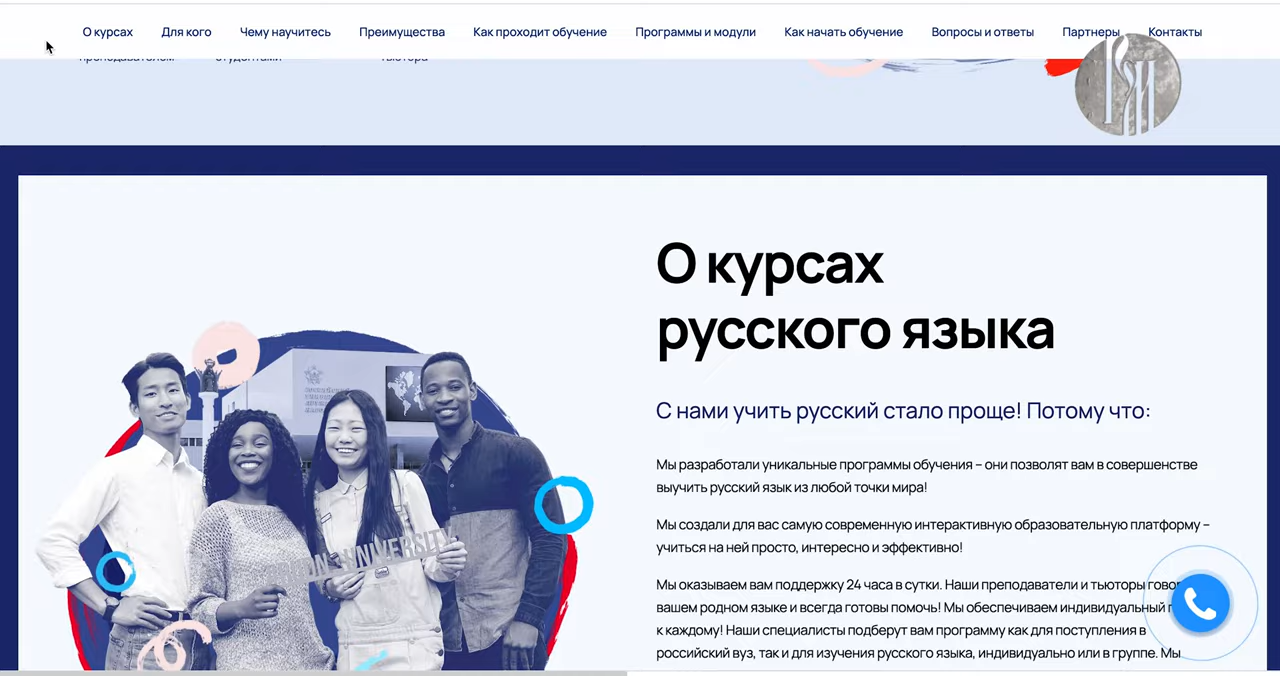 О курсах Для кого Чему научитесь Преимущества Как проходит обучение Программы и модули Как начать обучение Вопросы и ответы Партнеры Контакты
преподавателем студентами тьютора
О курсах
русского языка
С нами учить русский стало проще! Потому что:
Мы разработали уникальные программы обучения – они позволят вам в совершенстве
выучить русский язык из любой точки мира!
Мы создали для вас самую современную интерактивную образовательную платформу –
учиться на ней просто, интересно и эффективно!
Мы оказываем вам поддержку 24 часа в сутки. Наши преподаватели и тьюторы
вашем родном языке и всегда готовы помочь! Мы обеспечиваем индивидуальный
к каждому! Наши специалисты подберут вам программу как для поступления в
российский вуз, так и для изучения русского языка, индивидуально или в группе. Мы
UNIVERSITY